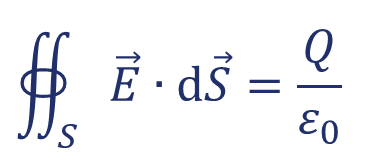 ∯_S E⃗ · dS⃗ = Q/ε₀